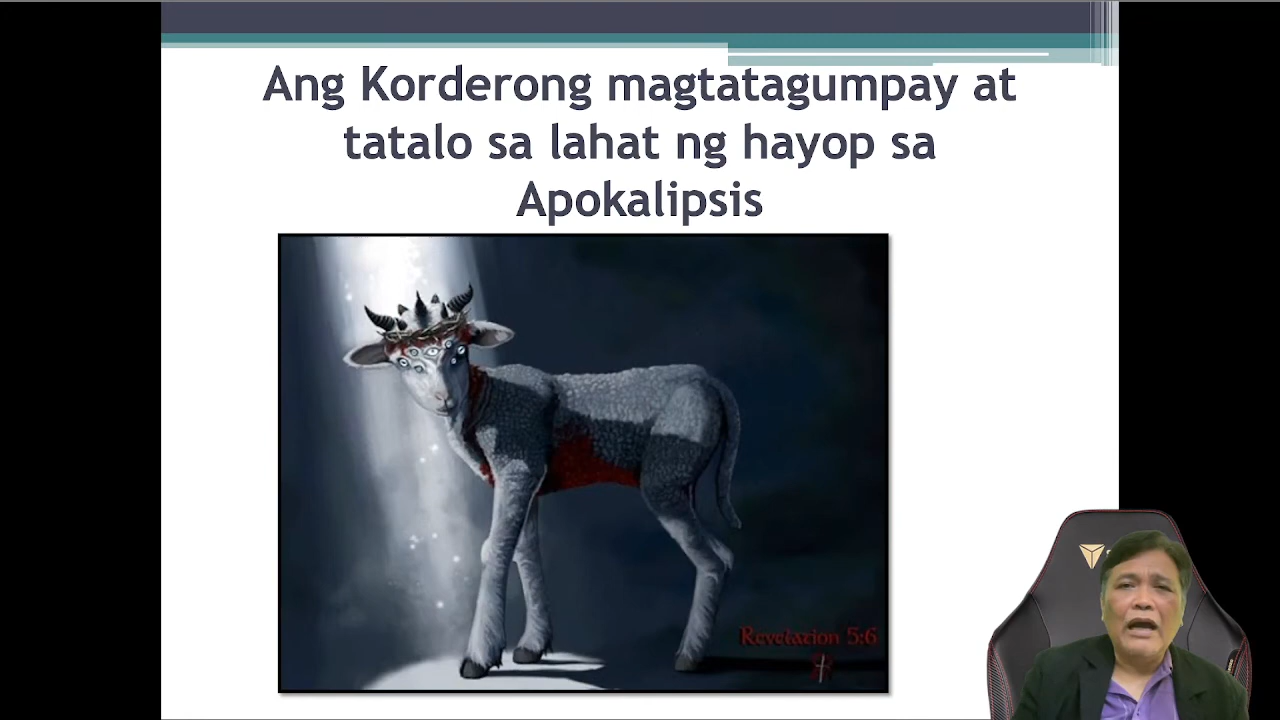 Ang Korderong magtatagumpay at
tatalo sa lahat ng hayop sa
Apokalipsis
Revelation 5:6